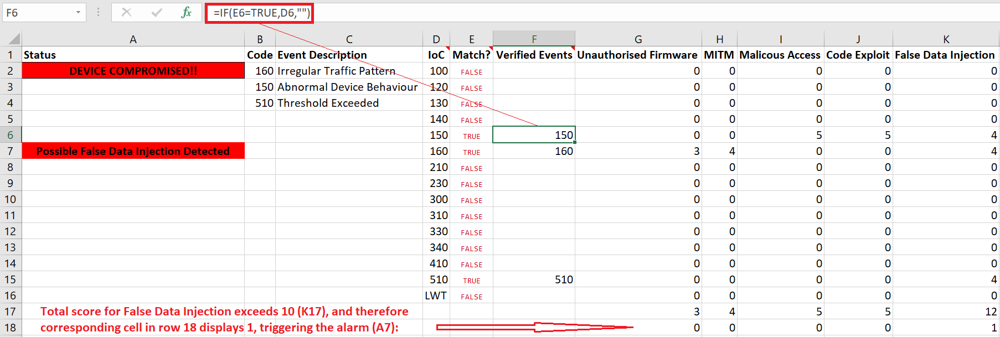 F6 fx =IF(E6=TRUE,D6,"")
A B C D E F G H I J K
1 Status Code Event Description IoC Match? Verified Events Unauthorised Firmware MITM Malicous Access Code Exploit False Data Injection
2 DEVICE COMPROMISED!! 160 Irregular Traffic Pattern 100 FALSE 0 0 0 0 0
3 150 Abnormal Device Behaviour 120 FALSE 0 0 0 0 0
4 510 Threshold Exceeded 130 FALSE 0 0 0 0 0
5 140 FALSE 0 0 0 0 0
6 150 TRUE 150 0 0 5 5 4
7 Possible False Data Injection Detected 160 TRUE 160 3 4 0 0 4
8 210 FALSE 0 0 0 0 0
9 230 FALSE 0 0 0 0 0
10 300 FALSE 0 0 0 0 0
11 310 FALSE 0 0 0 0 0
12 330 FALSE 0 0 0 0 0
13 340 FALSE 0 0 0 0 0
14 410 FALSE 0 0 0 0 0
15 510 TRUE 510 0 0 0 0 4
16 LWT FALSE 0 0 0 0 0
17 Total score for False Data Injection exceeds 10 (K17), and therefore 3 4 5 5 12
18 corresponding cell in row 18 displays 1, triggering the alarm (A7): 0 0 0 0 1